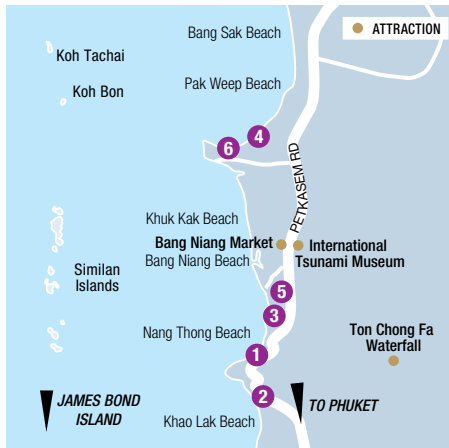 Bang Sak Beach
ATTRACTION
Koh Tachai
Koh Bon
Pak Weep Beach
4
6
PETKASEM RD
Khuk Kak Beach
Bang Niang Market
International
Tsunami Museum
Bang Niang Beach
Similan
Islands
5
3
Nang Thong Beach
Ton Chong Fa
Waterfall
1
2
JAMES BOND
ISLAND
TO PHUKET
Khao Lak Beach